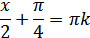 x/2 + π/4 = πk